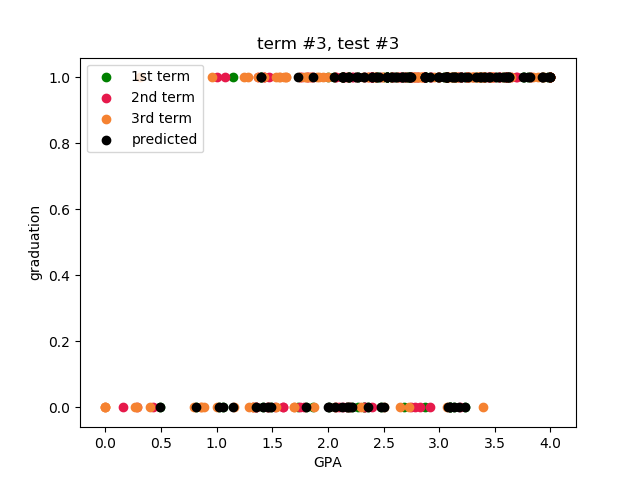 term #3, test #3
1st term
2nd term
3rd term
predicted
1.0
0.8
0.6
0.4
0.2
0.0
graduation
0.0 0.5 1.0 1.5 2.0 2.5 3.0 3.5 4.0
GPA